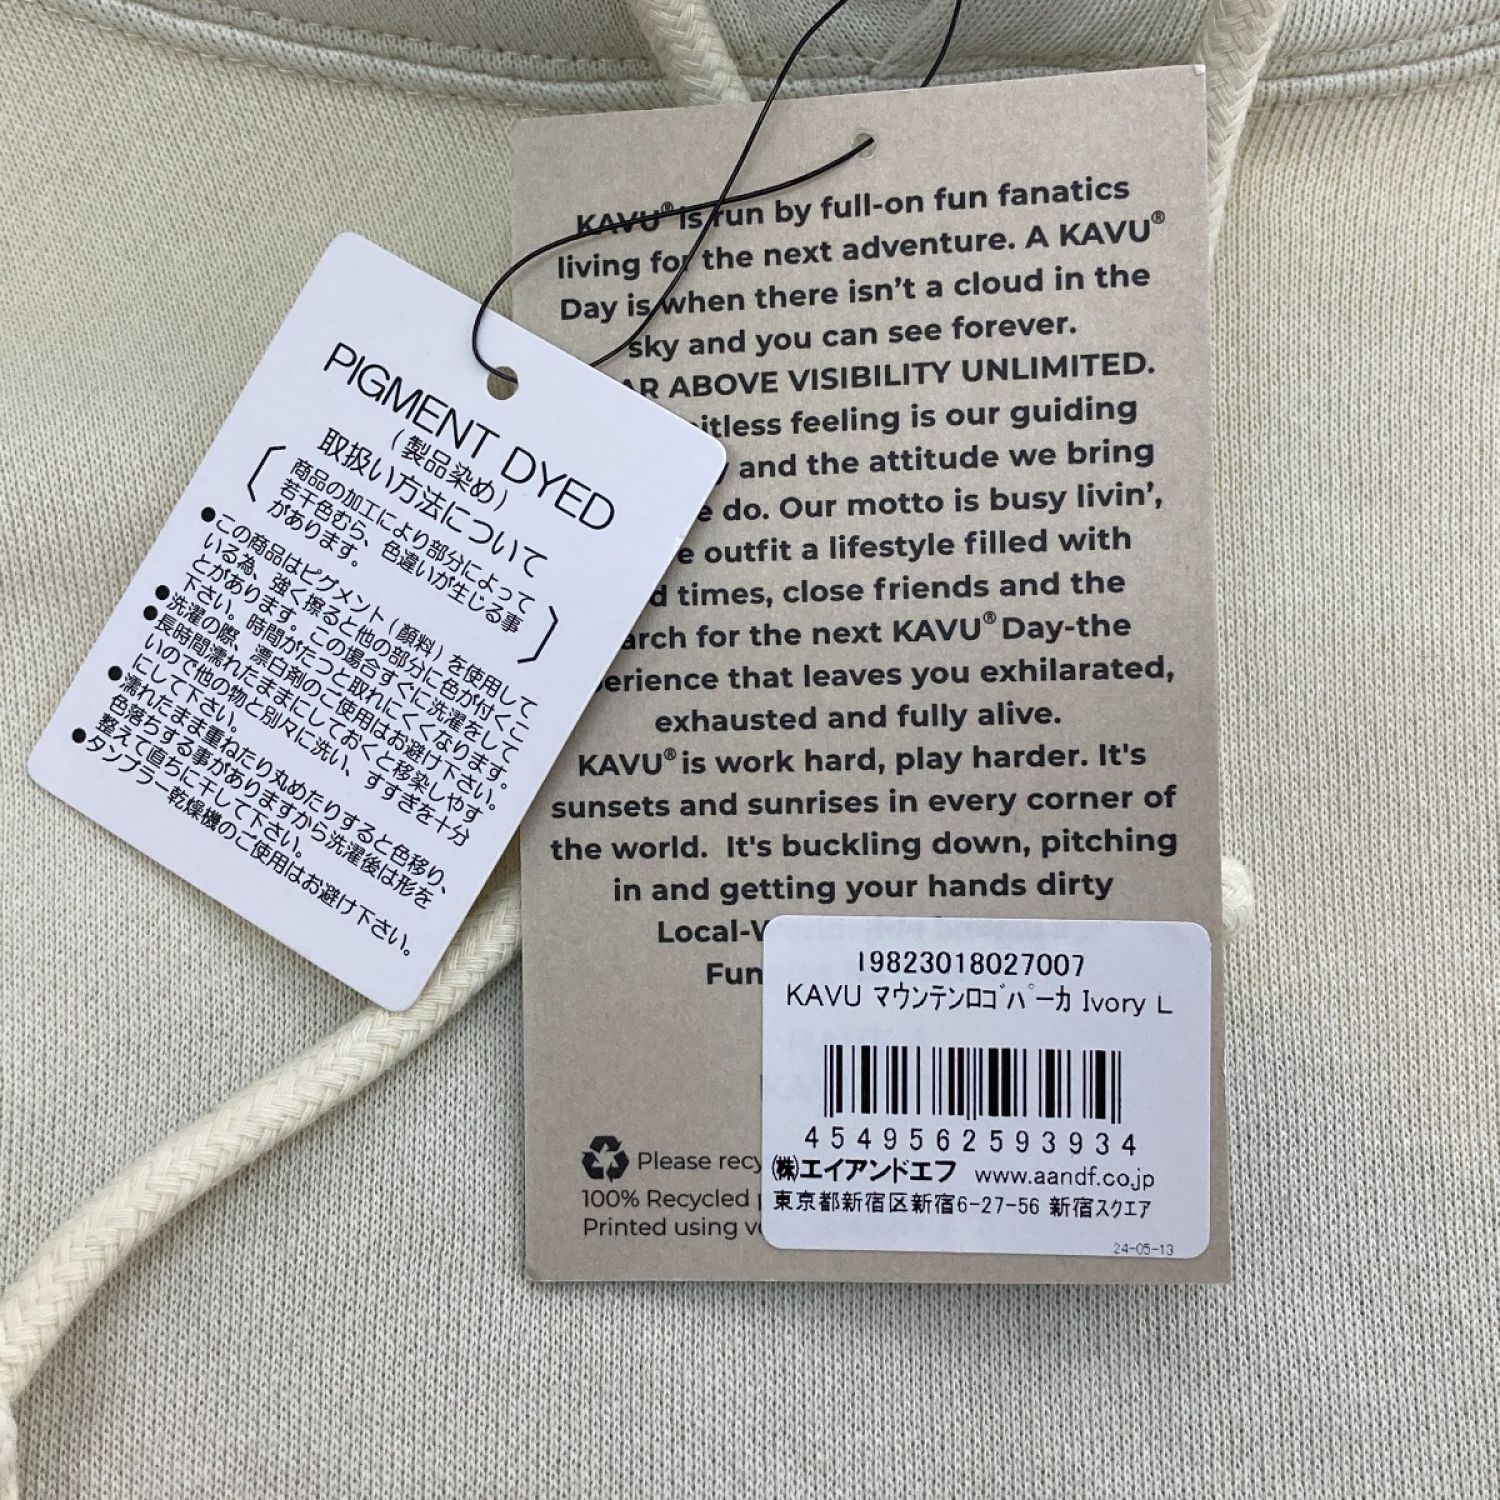 PIGMENT DYED
(製品染め)
取扱い方法について
商品の加工により部分によって
若干色むら、色違いが生じる事
があります。
●この商品はピグメント(顔料)を使用して
いる為、強く擦ると他の部分に色が付くこ
とがあります。この場合すぐに洗濯をして
下さい。時間がたつと取れにくくなります。
●洗濯の際、漂白剤のご使用はお避け下さい。
●長時間濡れたままにしておくと移染しやす
いので他の物と別々に洗い、すすぎを十分
にして下さい。
●濡れたまま重ねたり丸めたりすると色移り、
色落ちする事がありますから洗濯後は形を
整えて直ちに干して下さい。
●タンブラー乾燥機のご使用はお避け下さい。
KAVU® is run by full-on fun fanatics
living for the next adventure. A KAVU®
Day is when there isn't a cloud in the
sky and you can see forever.
ABOVE VISIBILITY UNLIMITED.
feeling is our guiding
and the attitude we bring
do. Our motto is busy livin',
outfit a lifestyle filled with
times, close friends and the
for the next KAVU® Day-the
that leaves you exhilarated,
exhausted and fully alive.
KAVU® is work hard, play harder. It's
sunsets and sunrises in every corner of
the world. It's buckling down, pitching
in and getting your hands dirty
Local-
Fun
19823018027007
KAVU マウンテンロゴパーカ Ivory L
4549562593934
(株)エイアンドエフ www.aandf.co.jp
東京都新宿区新宿6-27-56 新宿スクエア
24-05-13
Please
100% Recycled
Printed using